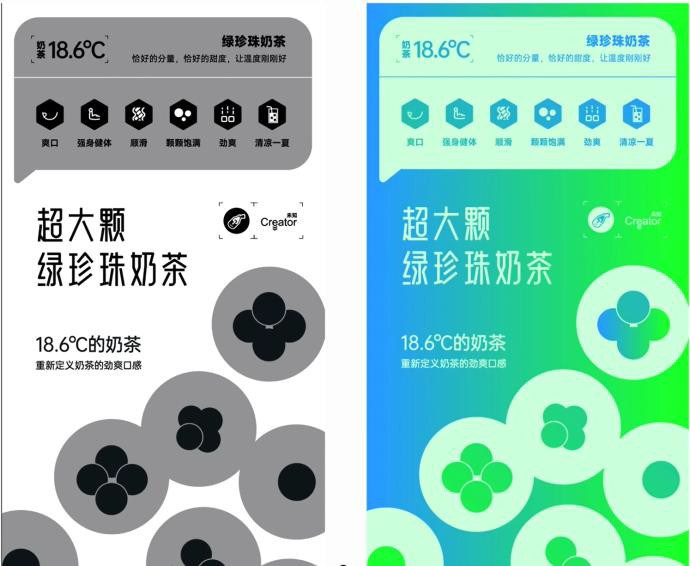 奶茶 18.6℃
绿珍珠奶茶
恰好的分量，恰好的甜度，让温度刚刚好
爽口 强身健体 顺滑 颗颗饱满 劲爽 清凉一夏
超大颗
绿珍珠奶茶
未知
Creator
18.6℃的奶茶
重新定义奶茶的劲爽口感
奶茶 18.6℃
绿珍珠奶茶
恰好的分量，恰好的甜度，让温度刚刚好
爽口 强身健体 顺滑 颗颗饱满 劲爽 清凉一夏
超大颗
绿珍珠奶茶
未知
Creator
18.6℃的奶茶
重新定义奶茶的劲爽口感